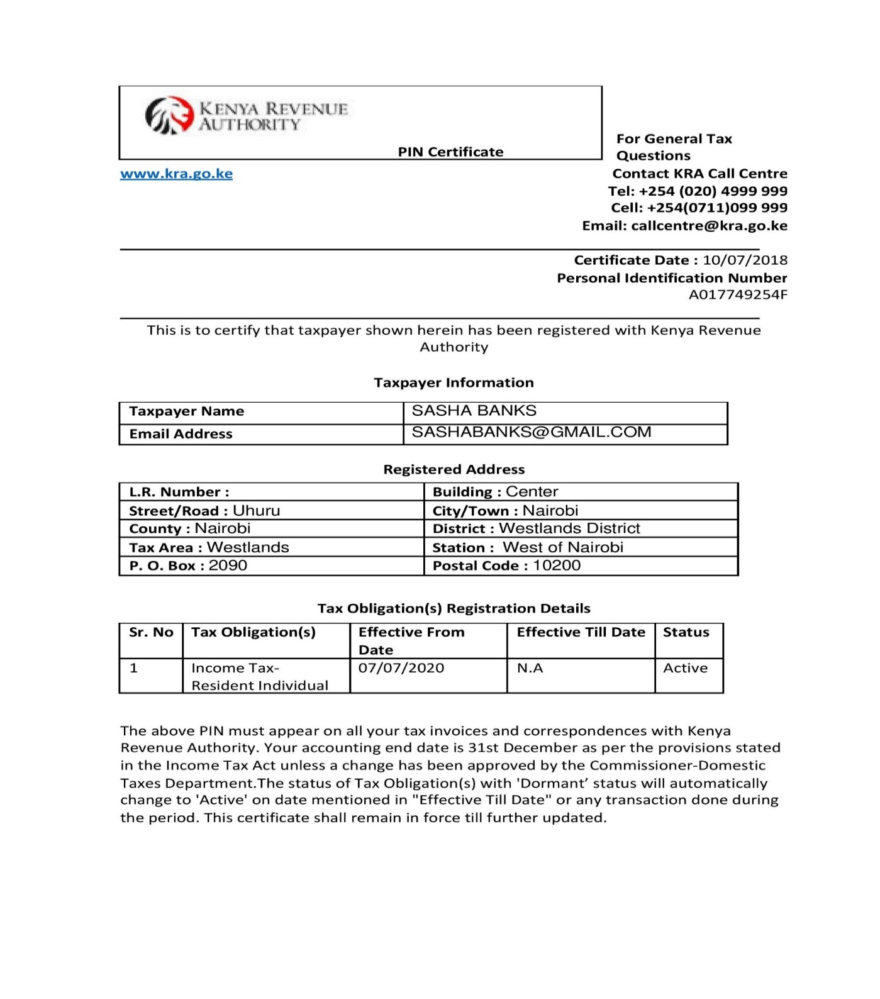 KENYA REVENUE
AUTHORITY
PIN Certificate
For General Tax
Questions
www.kra.go.ke
Contact KRA Call Centre
Tel: +254 (020) 4999 999
Cell: +254(0711)099 999
Email: callcentre@kra.go.ke
Certificate Date : 10/07/2018
Personal Identification Number
A017749254F
This is to certify that taxpayer shown herein has been registered with Kenya Revenue
Authority
Taxpayer Information
Taxpayer Name SASHA BANKS
Email Address SASHABANKS@GMAIL.COM
Registered Address
L.R. Number : Building : Center
Street/Road : Uhuru City/Town : Nairobi
County : Nairobi District : Westlands District
Tax Area : Westlands Station : West of Nairobi
P. O. Box : 2090 Postal Code : 10200
Tax Obligation(s) Registration Details
Sr. No Tax Obligation(s) Effective From Effective Till Date Status
Date
1 Income Tax- 07/07/2020 N.A Active
Resident Individual
The above PIN must appear on all your tax invoices and correspondences with Kenya
Revenue Authority. Your accounting end date is 31st December as per the provisions stated
in the Income Tax Act unless a change has been approved by the Commissioner-Domestic
Taxes Department.The status of Tax Obligation(s) with 'Dormant’ status will automatically
change to 'Active' on date mentioned in "Effective Till Date" or any transaction done during
the period. This certificate shall remain in force till further updated.